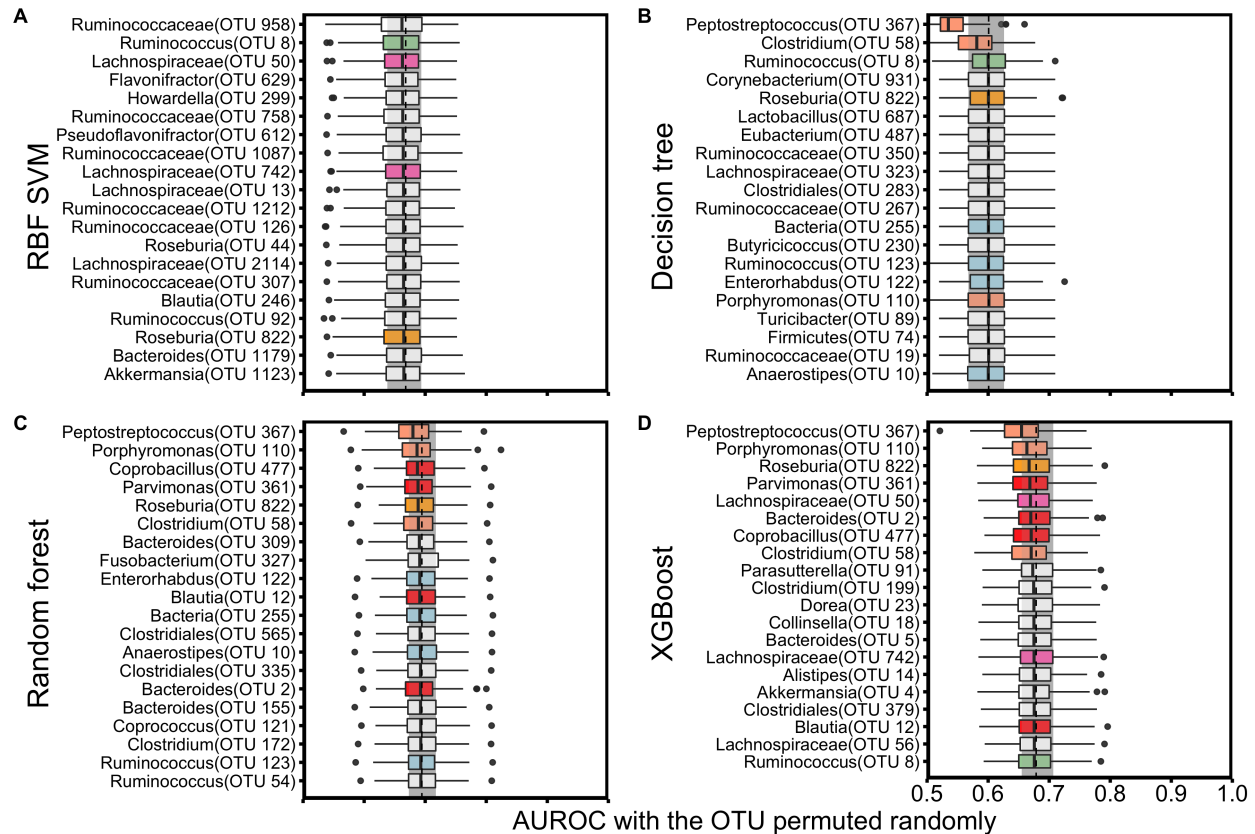 A
RBF SVM
Ruminococcaceae(OTU 958)
Ruminococcus(OTU 8)
Lachnospiraceae(OTU 50)
Flavonifractor(OTU 629)
Howardella(OTU 299)
Ruminococcaceae(OTU 758)
Pseudoflavonifractor(OTU 612)
Ruminococcaceae(OTU 1087)
Lachnospiraceae(OTU 742)
Lachnospiraceae(OTU 13)
Ruminococcaceae(OTU 1212)
Ruminococcaceae(OTU 126)
Roseburia(OTU 44)
Lachnospiraceae(OTU 2114)
Ruminococcaceae(OTU 307)
Blautia(OTU 246)
Ruminococcus(OTU 92)
Roseburia(OTU 822)
Bacteroides(OTU 1179)
Akkermansia(OTU 1123)
B
Decision tree
Peptostreptococcus(OTU 367)
Clostridium(OTU 58)
Ruminococcus(OTU 8)
Corynebacterium(OTU 931)
Roseburia(OTU 822)
Lactobacillus(OTU 687)
Eubacterium(OTU 487)
Ruminococcaceae(OTU 350)
Lachnospiraceae(OTU 323)
Clostridiales(OTU 283)
Ruminococcaceae(OTU 267)
Bacteria(OTU 255)
Butyricicoccus(OTU 230)
Ruminococcus(OTU 123)
Enterorhabdus(OTU 122)
Porphyromonas(OTU 110)
Turicibacter(OTU 89)
Firmicutes(OTU 74)
Ruminococcaceae(OTU 19)
Anaerostipes(OTU 10)
C
Random forest
Peptostreptococcus(OTU 367)
Porphyromonas(OTU 110)
Coprobacillus(OTU 477)
Parvimonas(OTU 361)
Roseburia(OTU 822)
Clostridium(OTU 58)
Bacteroides(OTU 309)
Fusobacterium(OTU 327)
Enterorhabdus(OTU 122)
Blautia(OTU 12)
Bacteria(OTU 255)
Clostridiales(OTU 565)
Anaerostipes(OTU 10)
Clostridiales(OTU 335)
Bacteroides(OTU 2)
Bacteroides(OTU 155)
Coprococcus(OTU 121)
Clostridium(OTU 172)
Ruminococcus(OTU 123)
Ruminococcus(OTU 54)
D
XGBoost
Peptostreptococcus(OTU 367)
Porphyromonas(OTU 110)
Roseburia(OTU 822)
Parvimonas(OTU 361)
Lachnospiraceae(OTU 50)
Bacteroides(OTU 2)
Coprobacillus(OTU 477)
Clostridium(OTU 58)
Parasutterella(OTU 91)
Clostridium(OTU 199)
Dorea(OTU 23)
Collinsella(OTU 18)
Bacteroides(OTU 5)
Lachnospiraceae(OTU 742)
Alistipes(OTU 14)
Akkermansia(OTU 4)
Clostridiales(OTU 379)
Blautia(OTU 12)
Lachnospiraceae(OTU 56)
Ruminococcus(OTU 8)
0.5 0.6 0.7 0.8 0.9 1.0
AUROC with the OTU permuted randomly